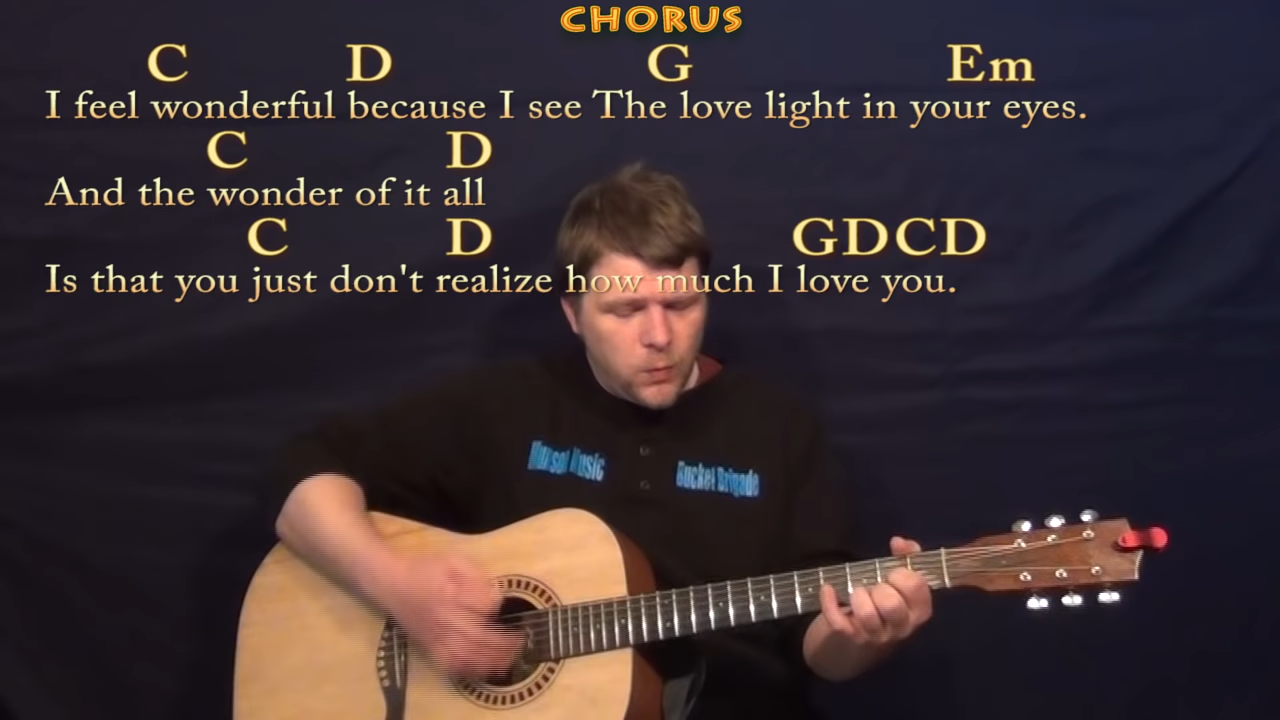 CHORUS
C D G Em
I feel wonderful because I see The love light in your eyes.
C D
And the wonder of it all
C D GDCD
Is that you just don't realize how much I love you.
Music
Bucket Brigade